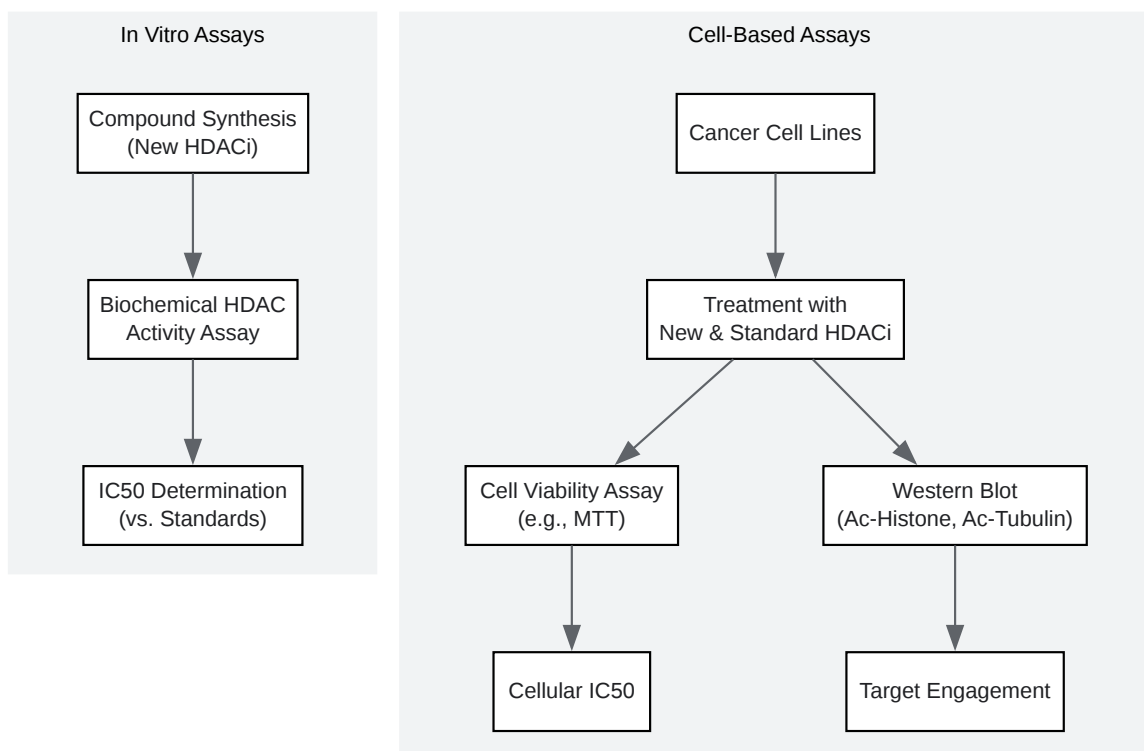 In Vitro Assays
Compound Synthesis
(New HDACi)
Biochemical HDAC
Activity Assay
IC50 Determination
(vs. Standards)
Cell-Based Assays
Cancer Cell Lines
Treatment with
New & Standard HDACi
Cell Viability Assay
(e.g., MTT)
Western Blot
(Ac-Histone, Ac-Tubulin)
Cellular IC50
Target Engagement